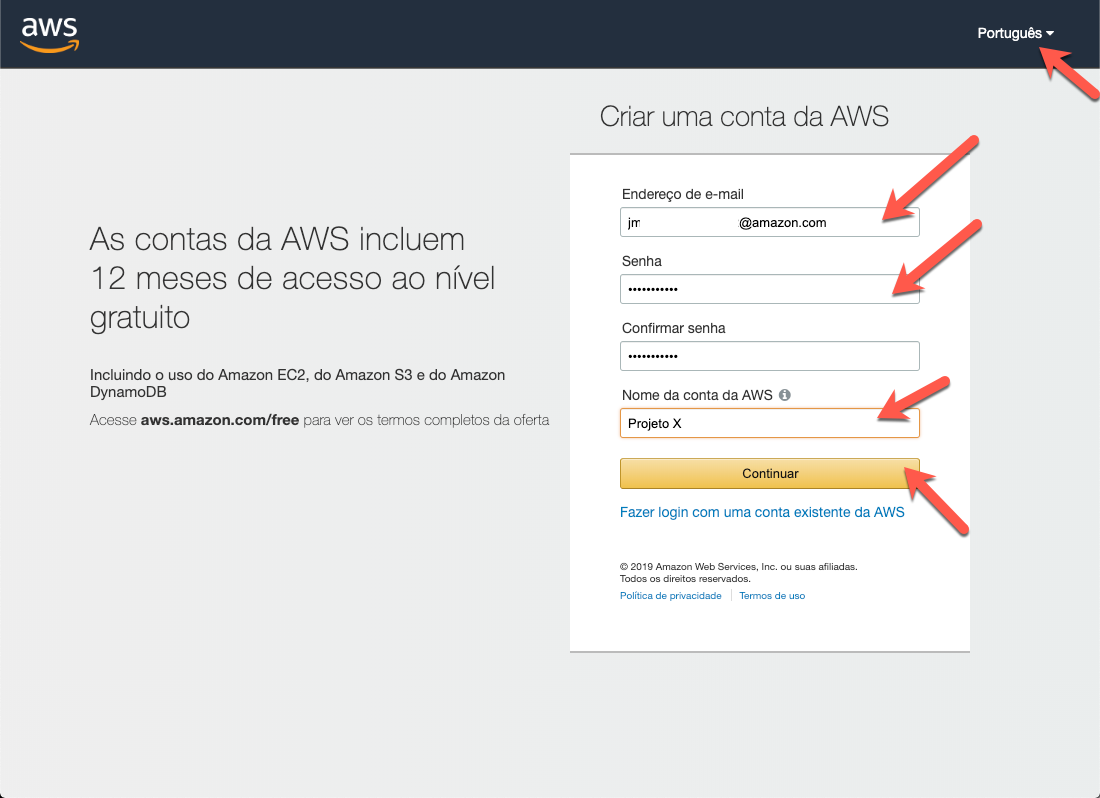 aws
Português
Criar uma conta da AWS
As contas da AWS incluem
12 meses de acesso ao nível
gratuito
Incluindo o uso do Amazon EC2, do Amazon S3 e do Amazon
DynamoDB
Acesse aws.amazon.com/free para ver os termos completos da oferta
Endereço de e-mail
jm @amazon.com
Senha
•••••••••••
Confirmar senha
•••••••••••
Nome da conta da AWS
Projeto X
Continuar
Fazer login com uma conta existente da AWS
© 2019 Amazon Web Services, Inc. ou suas afiliadas.
Todos os direitos reservados.
Política de privacidade | Termos de uso